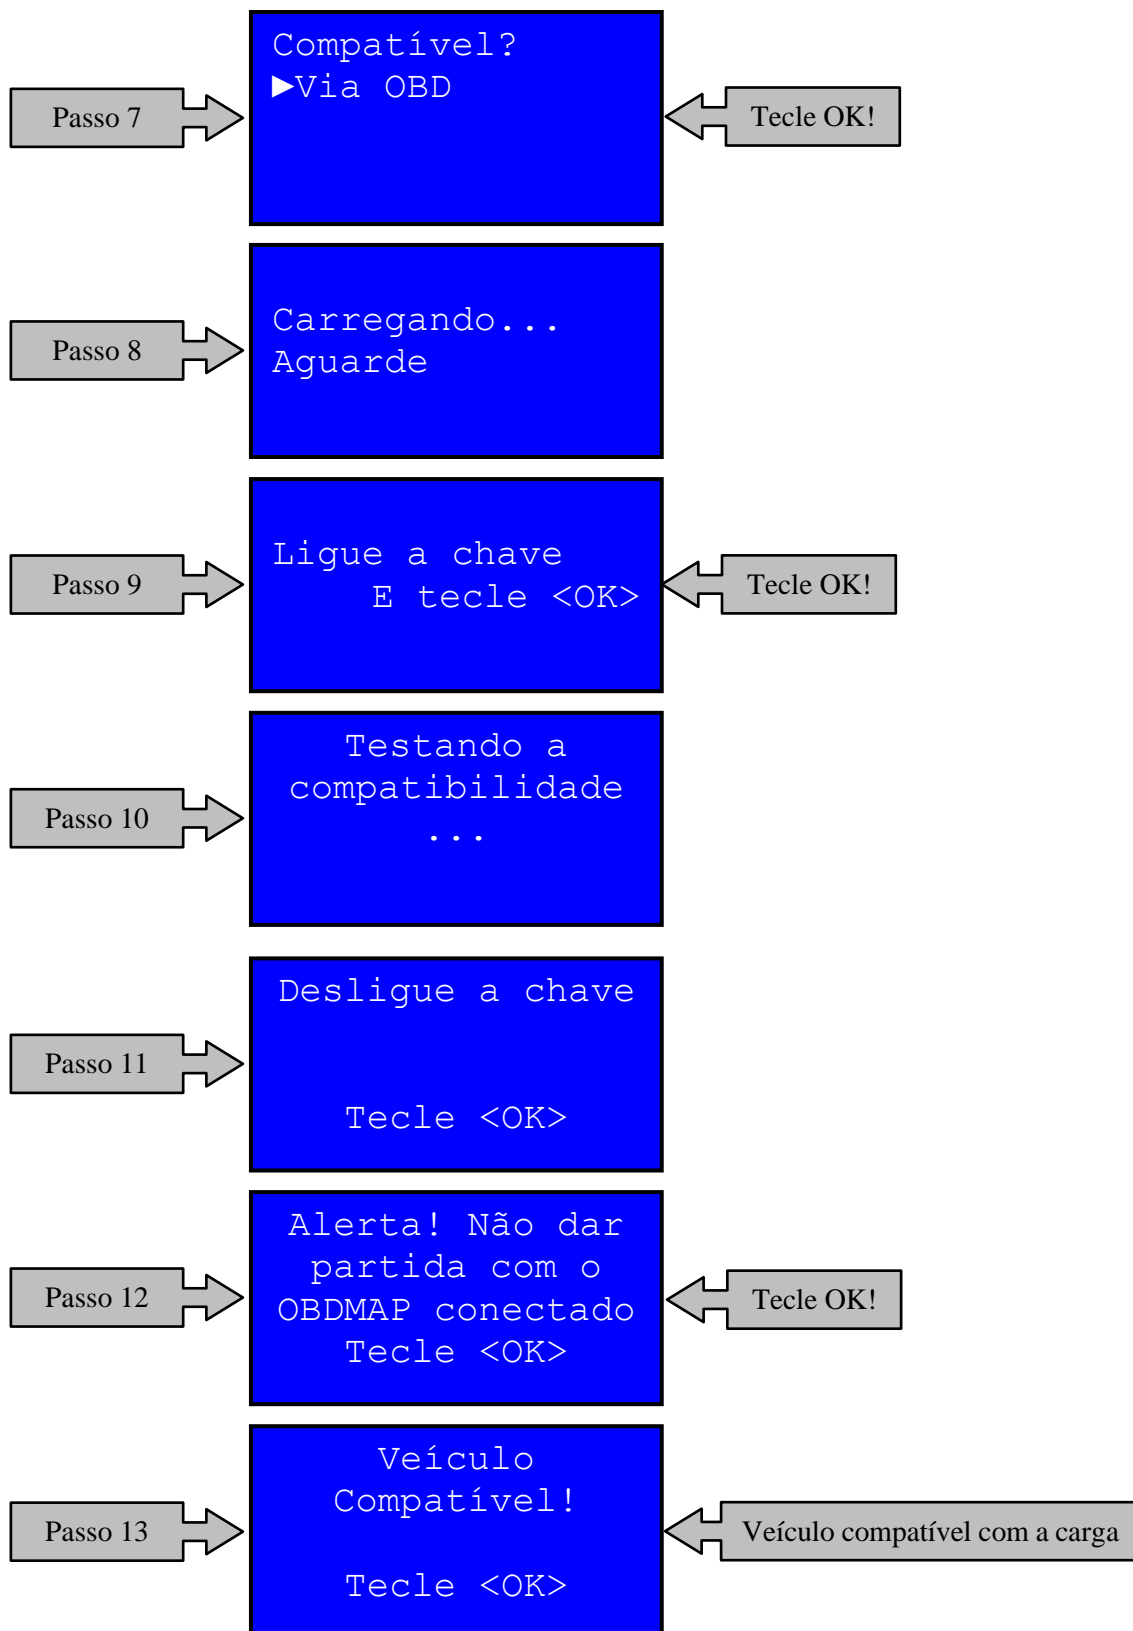 Compatível?
►Via OBD
Passo 7
Tecle OK!
Carregando...
Aguarde
Passo 8
Ligue a chave
E tecle <OK>
Passo 9
Tecle OK!
Testando a
compatibilidade
...
Passo 10
Desligue a chave
Tecle <OK>
Passo 11
Alerta! Não dar
partida com o
OBDMAP conectado
Tecle <OK>
Passo 12
Tecle OK!
Veículo
Compatível!
Tecle <OK>
Passo 13
Veículo compatível com a carga